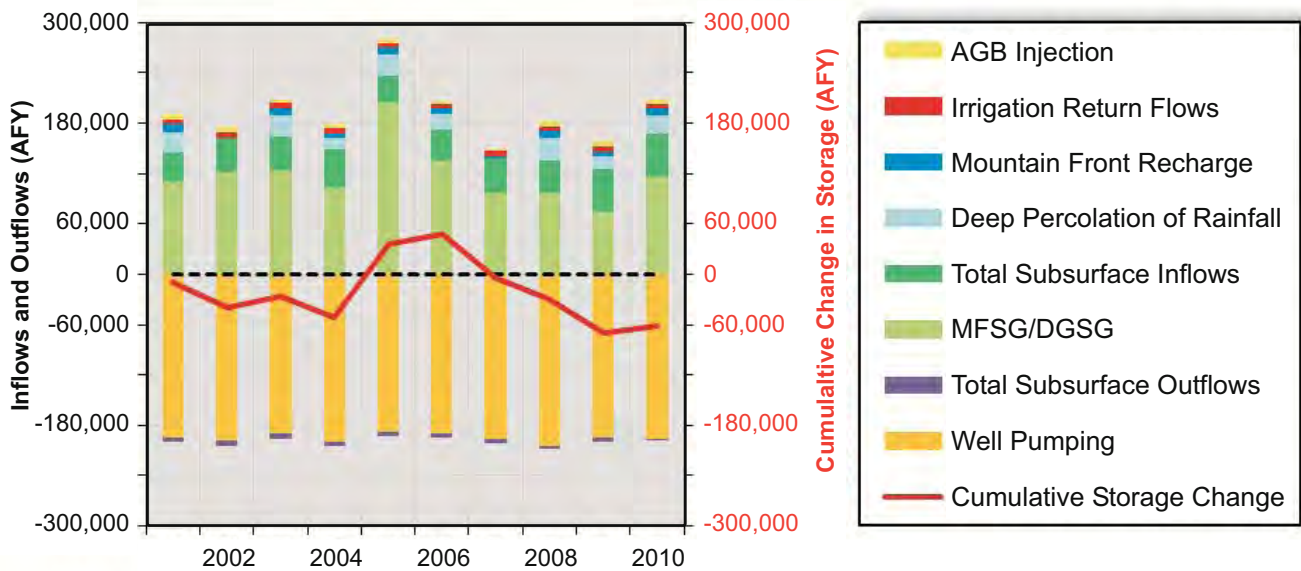 300,000
180,000
60,000
0
-60,000
-180,000
-300,000
Inflows and Outflows (AFY)
2002 2004 2006 2008 2010
300,000
180,000
60,000
0
-60,000
-180,000
-300,000
Cumulaltive Change in Storage (AFY)
AGB Injection
Irrigation Return Flows
Mountain Front Recharge
Deep Percolation of Rainfall
Total Subsurface Inflows
MFSG/DGSG
Total Subsurface Outflows
Well Pumping
Cumulative Storage Change